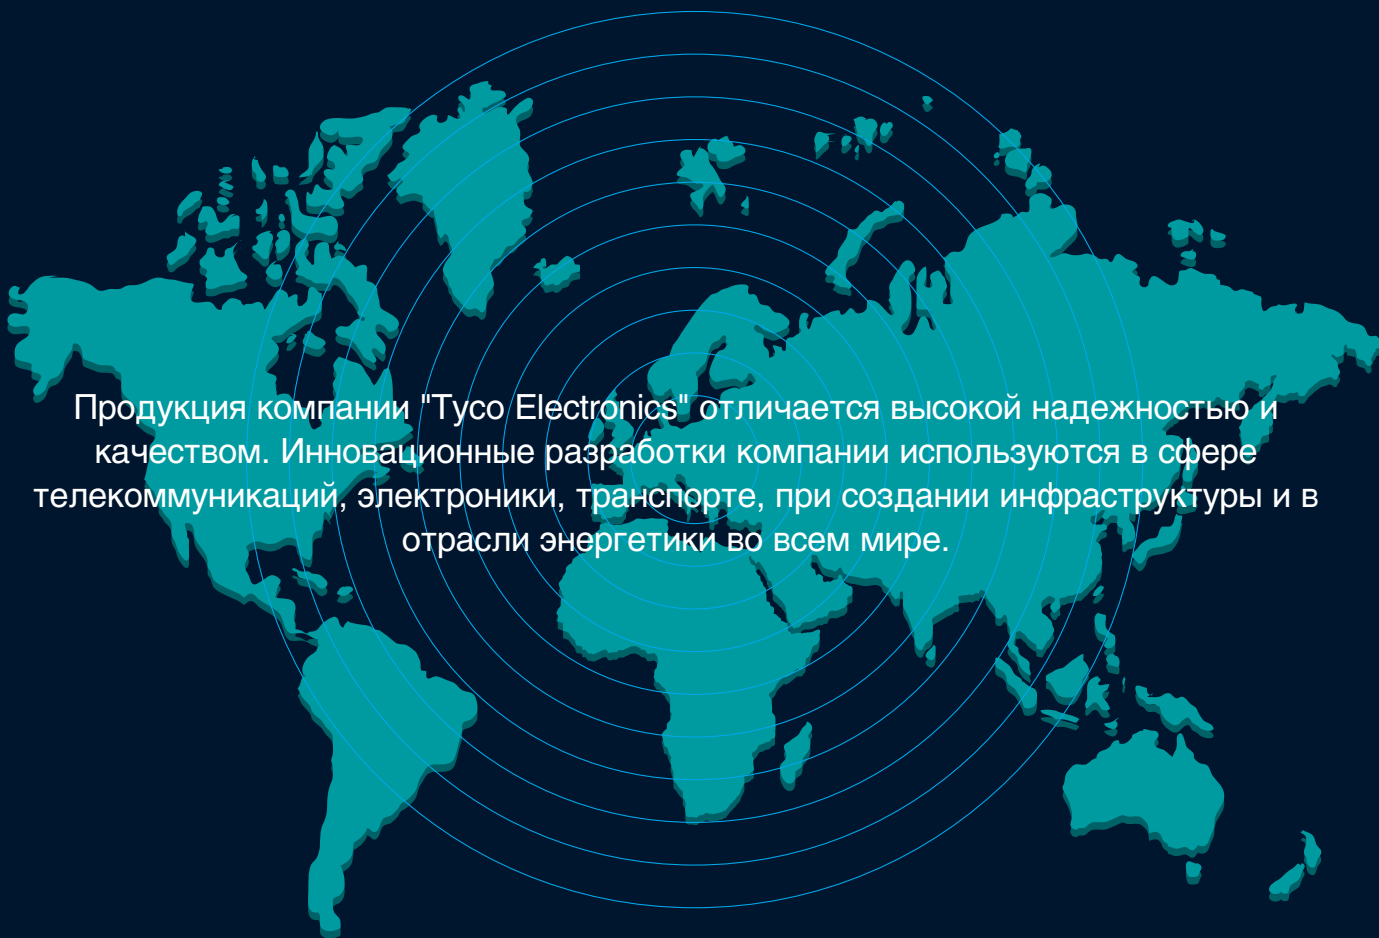 Продукция компании "Tyco Electronics" отличается высокой надежностью и
качеством. Инновационные разработки компании используются в сфере
телекоммуникаций, электроники, транспорте, при создании инфраструктуры и в
отрасли энергетики во всем мире.